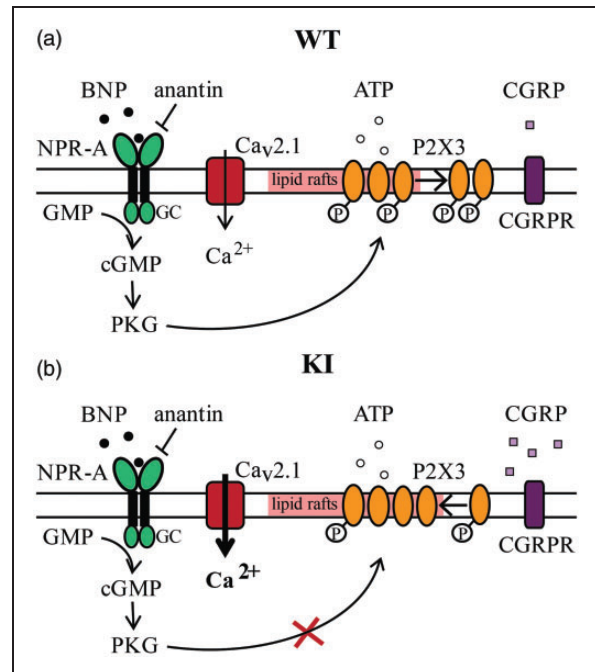 (a) WT
BNP anantin ATP CGRP
NPR-A Cav2.1 P2X3
lipid rafts
P P P P
GMP GC CGRPR
cGMP Ca2+
PKG
(b) KI
BNP anantin ATP CGRP
NPR-A Cav2.1 P2X3
lipid rafts
P P
GMP GC CGRPR
cGMP Ca2+
PKG